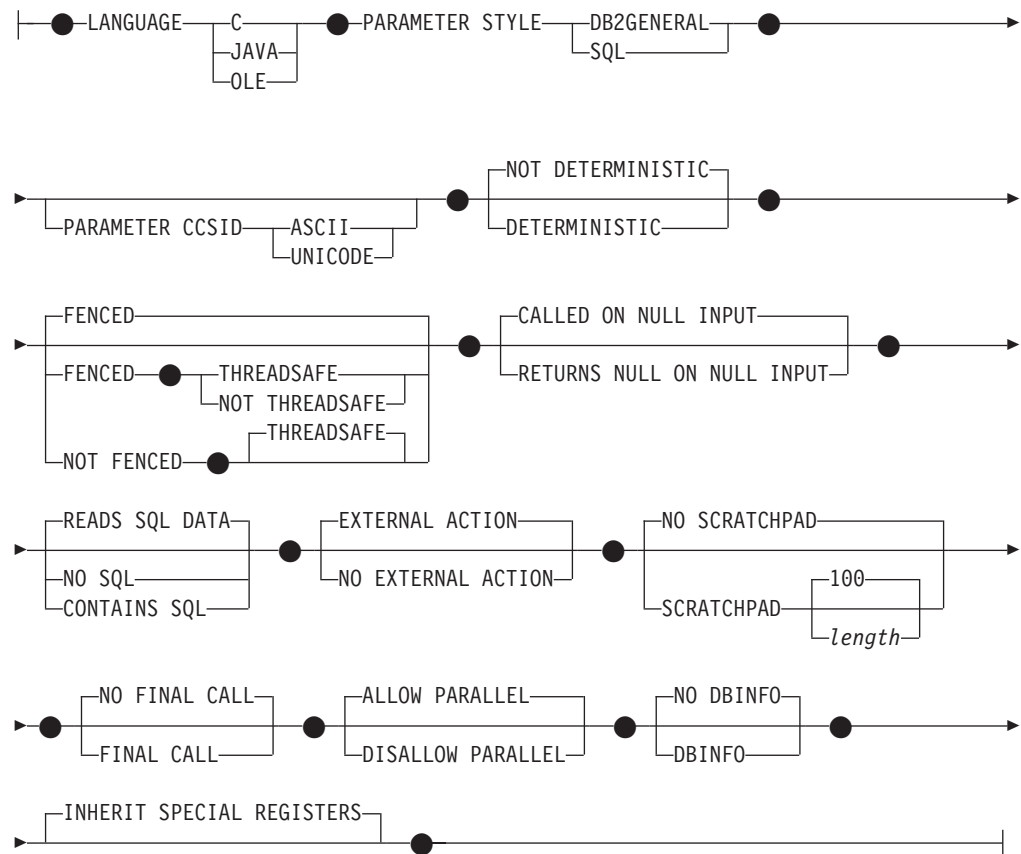 LANGUAGE C PARAMETER STYLE DB2GENERAL
JAVA SQL
OLE
NOT DETERMINISTIC
PARAMETER CCSID ASCII DETERMINISTIC
UNICODE
FENCED CALLED ON NULL INPUT
FENCED THREADSAFE RETURNS NULL ON NULL INPUT
NOT THREADSAFE
THREADSAFE
NOT FENCED
READS SQL DATA EXTERNAL ACTION NO SCRATCHPAD
NO SQL NO EXTERNAL ACTION 100
CONTAINS SQL SCRATCHPAD
length
NO FINAL CALL ALLOW PARALLEL NO DBINFO
FINAL CALL DISALLOW PARALLEL DBINFO
INHERIT SPECIAL REGISTERS